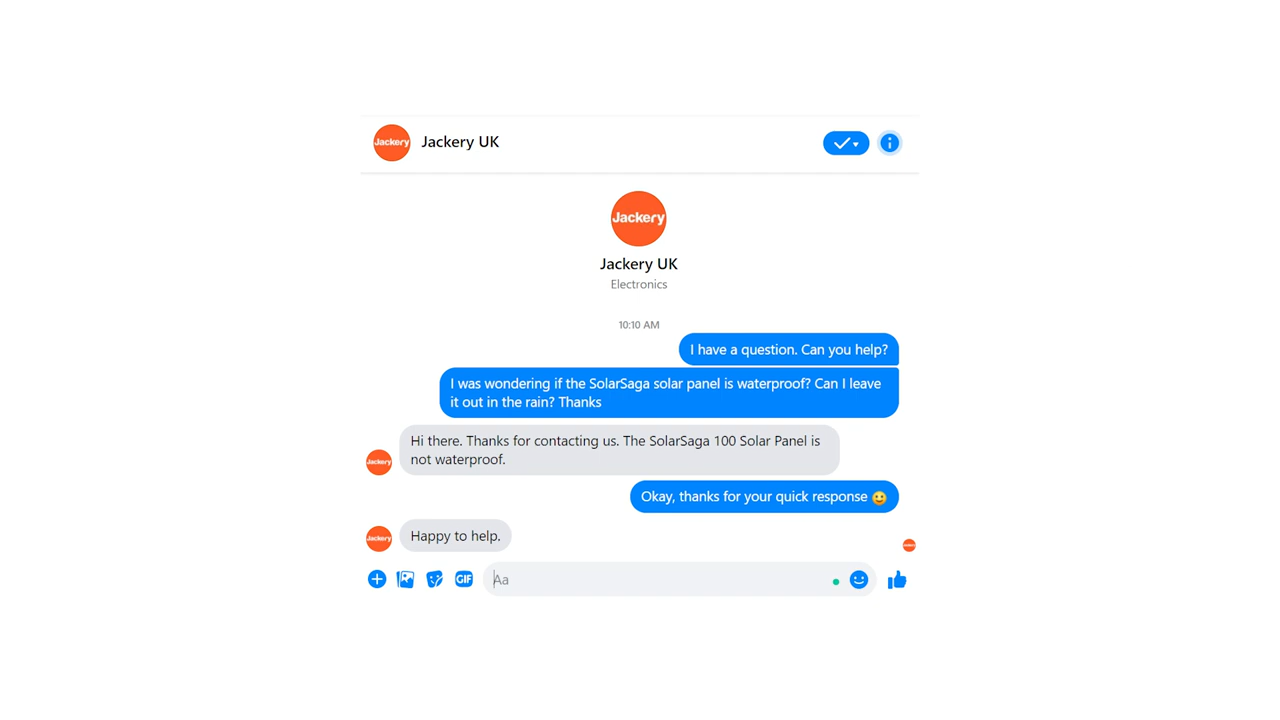 Jackery
Jackery UK
Jackery
Jackery UK
Electronics
10:10 AM
I have a question. Can you help?
I was wondering if the SolarSaga solar panel is waterproof? Can I leave
it out in the rain? Thanks
Hi there. Thanks for contacting us. The SolarSaga 100 Solar Panel is
not waterproof.
Jackery
Okay, thanks for your quick response
Happy to help.
Jackery
Jackery
GIF
Aa